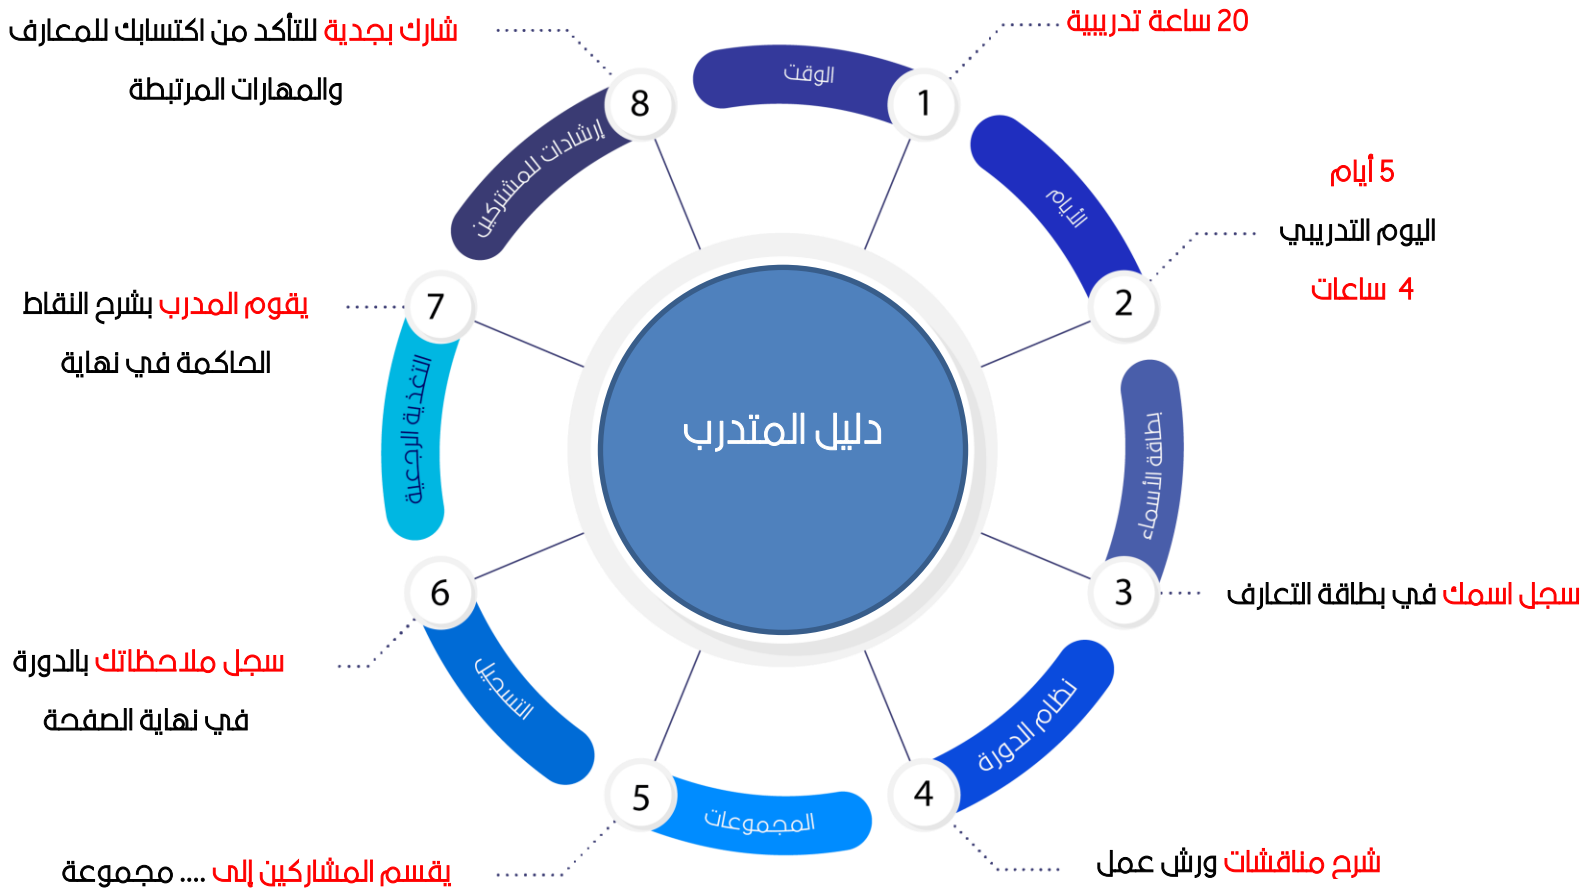 دليل المتدرب
1
الوقت
20 ساعة تدريبية
2
الأيام
5 أيام
اليوم التدريبي
4 ساعات
3
بطاقة الأسماء
سجل اسمك في بطاقة التعارف
4
نظام الدورة
شرح مناقشات ورش عمل
5
المجموعات
يقسم المشاركين إلى .... مجموعة
6
التسجيل
سجل ملاحظاتك بالدورة
في نهاية الصفحة
7
التغذية الرجعية
يقوم المدرب بشرح النقاط
الحاكمة في نهاية
8
إرشادات للمشتركين
شارك بجدية للتأكد من اكتسابك للمعارف
والمهارات المرتبطة